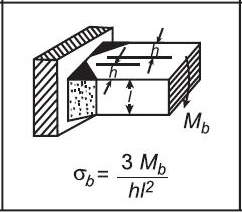 h
h
l
M_b
σ_b = 3 M_b / hl²